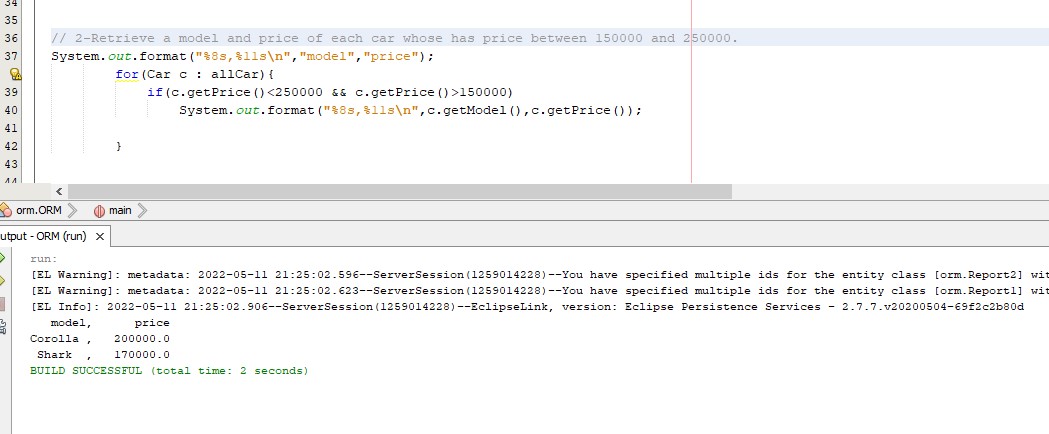 34
35
36 // 2-Retrieve a model and price of each car whose has price between 150000 and 250000.
37 System.out.format("%8s,%11s\n","model","price");
for(Car c : allCar){
39 if(c.getPrice()<250000 && c.getPrice()>150000)
40 System.out.format("%8s,%11s\n",c.getModel(),c.getPrice());
41
42 }
43
44
orm.ORM main
utput - ORM (run) x
run:
[EL Warning]: metadata: 2022-05-11 21:25:02.596--ServerSession(1259014228)--You have specified multiple ids for the entity class [orm.Report2] wit
[EL Warning]: metadata: 2022-05-11 21:25:02.623--ServerSession(1259014228)--You have specified multiple ids for the entity class [orm.Report1] wit
[EL Info]: 2022-05-11 21:25:02.906--ServerSession(1259014228)--EclipseLink, version: Eclipse Persistence Services - 2.7.7.v20200504-69f2c2b80d
model, price
Corolla , 200000.0
Shark , 170000.0
BUILD SUCCESSFUL (total time: 2 seconds)